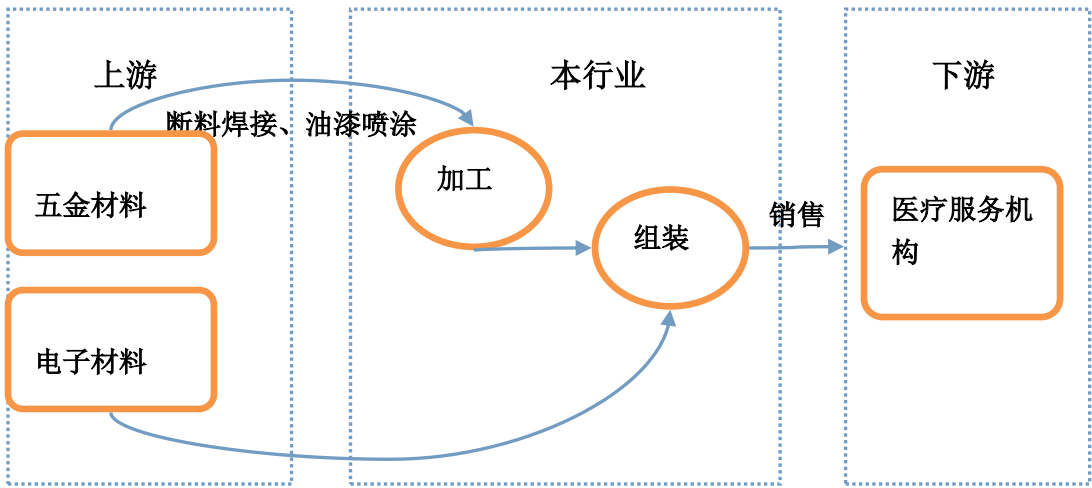 上游
本行业
下游
断料焊接、油漆喷涂
五金材料
加工
组装
销售
医疗服务机
构
电子材料